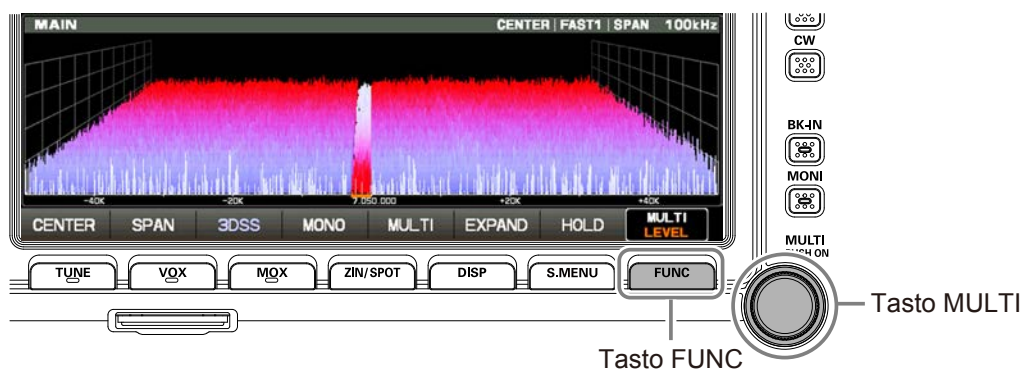 MAIN CENTER FAST1 SPAN 100kHz
CW
BK-IN
MONI
-40K -20K 7.050.000 +20K +40K
CENTER SPAN 3DSS MONO MULTI EXPAND HOLD MULTI
LEVEL
MULTI
PUSH ON
TUNE VOX MOX ZIN/SPOT DISP S.MENU FUNC
Tasto MULTI
Tasto FUNC